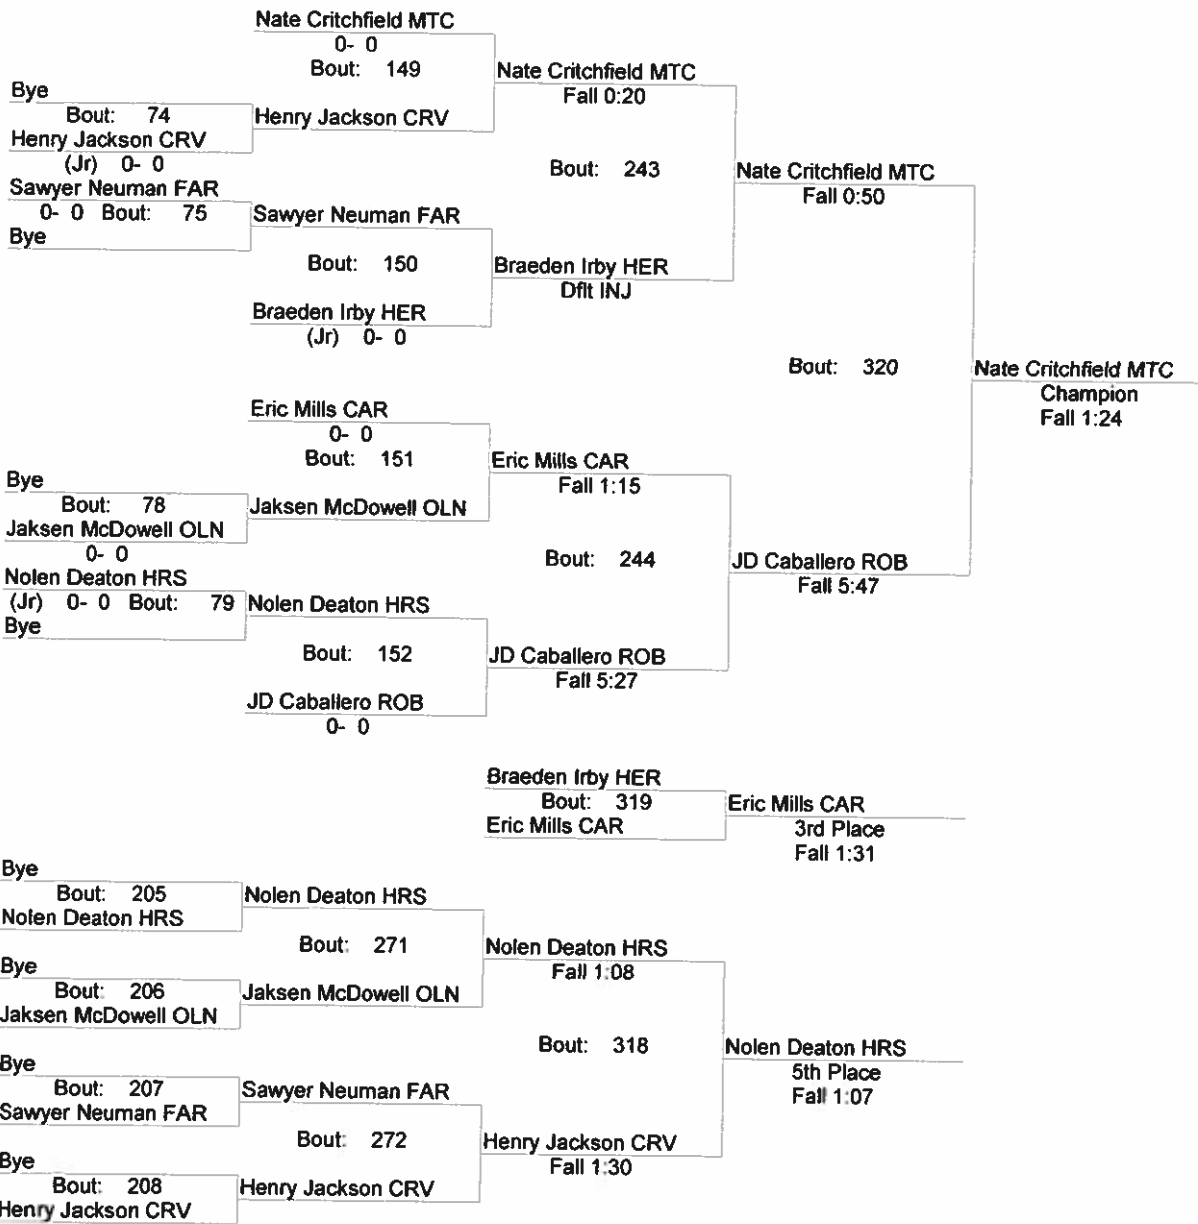 Nate Critchfield MTC
0- 0
Bout: 149
Nate Critchfield MTC
Fall 0:20
Bye
Bout: 74
Henry Jackson CRV
Henry Jackson CRV
(Jr) 0- 0
Bout: 243
Nate Critchfield MTC
Fall 0:50
Sawyer Neuman FAR
0- 0 Bout: 75
Sawyer Neuman FAR
Bye
Bout: 150
Braeden Irby HER
Dflt INJ
Braeden Irby HER
(Jr) 0- 0
Bout: 320
Nate Critchfield MTC
Champion
Fall 1:24
Eric Mills CAR
0- 0
Bout: 151
Eric Mills CAR
Fall 1:15
Bye
Bout: 78
Jaksen McDowell OLN
Jaksen McDowell OLN
0- 0
Bout: 244
JD Caballero ROB
Fall 5:47
Nolen Deaton HRS
(Jr) 0- 0 Bout: 79
Nolen Deaton HRS
Bye
Bout: 152
JD Caballero ROB
Fall 5:27
JD Caballero ROB
0- 0
Braeden Irby HER
Bout: 319
Eric Mills CAR
Eric Mills CAR
3rd Place
Fall 1:31
Bye
Bout: 205
Nolen Deaton HRS
Nolen Deaton HRS
Bout: 271
Nolen Deaton HRS
Fall 1:08
Bye
Bout: 206
Jaksen McDowell OLN
Jaksen McDowell OLN
Bout: 318
Nolen Deaton HRS
5th Place
Fall 1:07
Bye
Bout: 207
Sawyer Neuman FAR
Sawyer Neuman FAR
Bout: 272
Henry Jackson CRV
Fall 1:30
Bye
Bout: 208
Henry Jackson CRV
Henry Jackson CRV